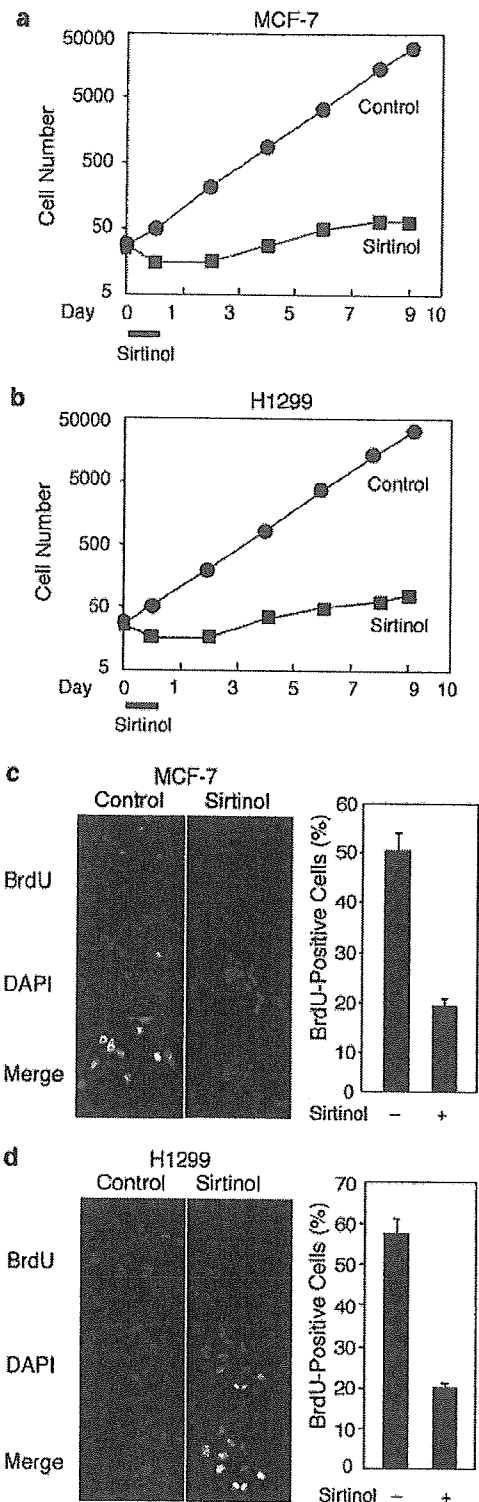 a
MCF-7
50000
5000
500
50
5
Cell Number
Control
Sirtinol
Day 0 1 3 5 7 9 10
Sirtinol
b
H1299
50000
5000
500
50
5
Cell Number
Control
Sirtinol
Day 0 1 3 5 7 9 10
Sirtinol
c
MCF-7
Control Sirtinol
BrdU
DAPI
Merge
BrdU-Positive Cells (%)
60
50
40
30
20
10
0
Sirtinol − +
d
H1299
Control Sirtinol
BrdU
DAPI
Merge
BrdU-Positive Cells (%)
70
60
50
40
30
20
10
0
Sirtinol − +